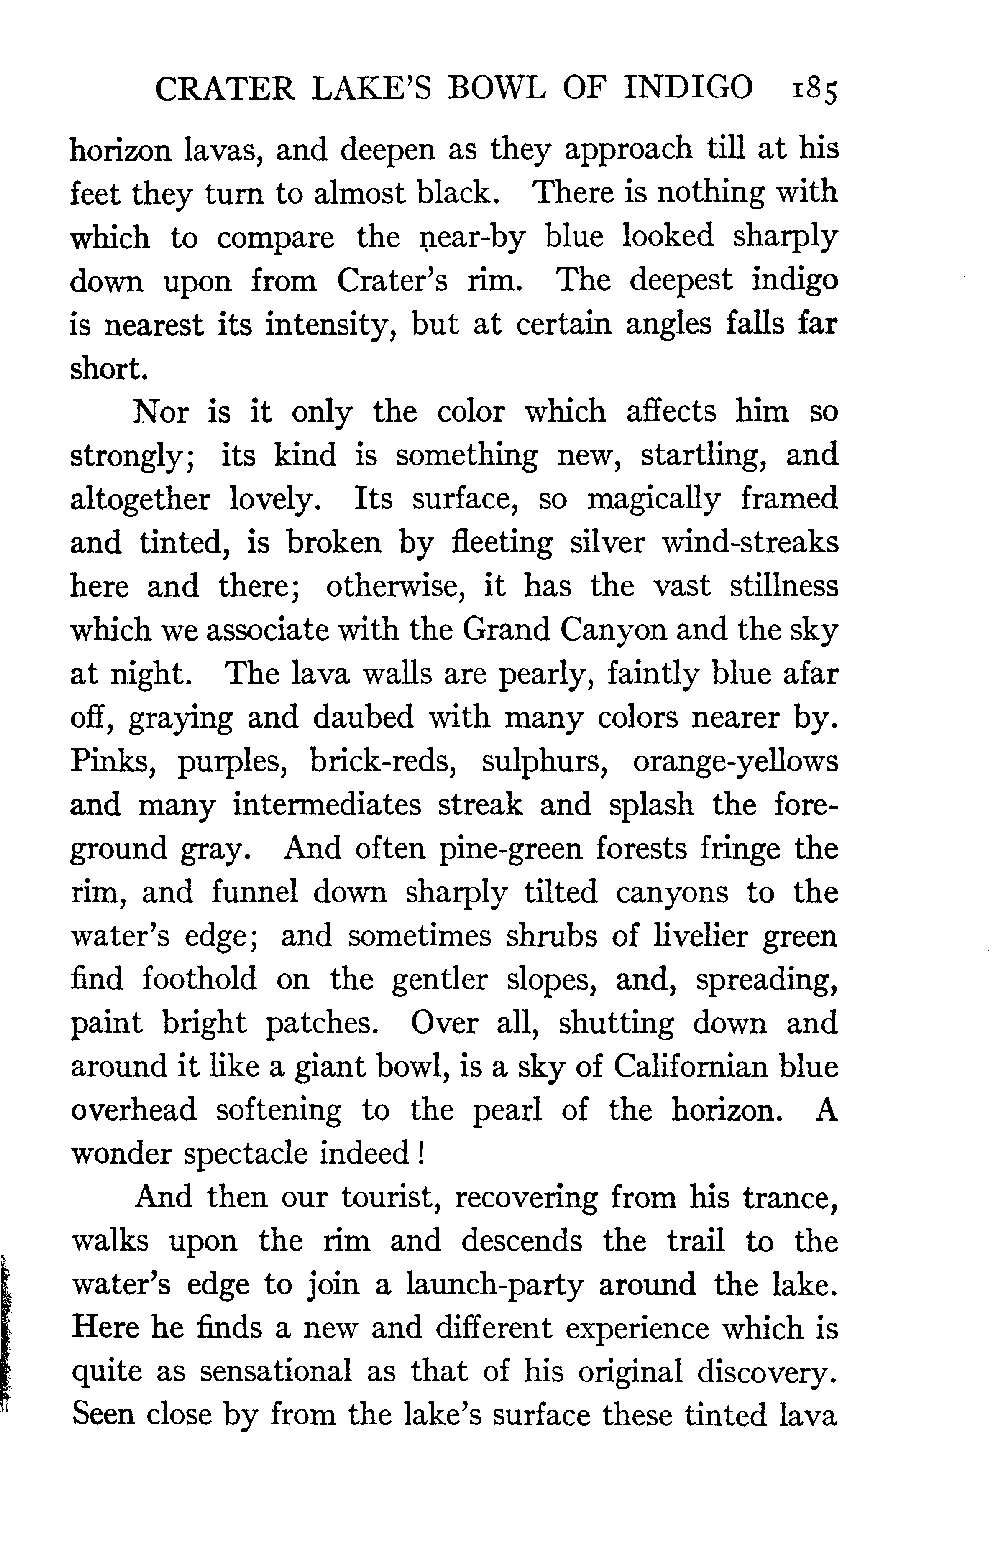 CRATER LAKE'S BOWL OF INDIGO 185
horizon lavas, and deepen as they approach till at his
feet they turn to almost black. There is nothing with
which to compare the near-by blue looked sharply
down upon from Crater's rim. The deepest indigo
is nearest its intensity, but at certain angles falls far
short.
Nor is it only the color which affects him so
strongly; its kind is something new, startling, and
altogether lovely. Its surface, so magically framed
and tinted, is broken by fleeting silver wind-streaks
here and there; otherwise, it has the vast stillness
which we associate with the Grand Canyon and the sky
at night. The lava walls are pearly, faintly blue afar
off, graying and daubed with many colors nearer by.
Pinks, purples, brick-reds, sulphurs, orange-yellows
and many intermediates streak and splash the fore-
ground gray. And often pine-green forests fringe the
rim, and funnel down sharply tilted canyons to the
water's edge; and sometimes shrubs of livelier green
find foothold on the gentler slopes, and, spreading,
paint bright patches. Over all, shutting down and
around it like a giant bowl, is a sky of Californian blue
overhead softening to the pearl of the horizon. A
wonder spectacle indeed!
And then our tourist, recovering from his trance,
walks upon the rim and descends the trail to the
water's edge to join a launch-party around the lake.
Here he finds a new and different experience which is
quite as sensational as that of his original discovery.
Seen close by from the lake's surface these tinted lava